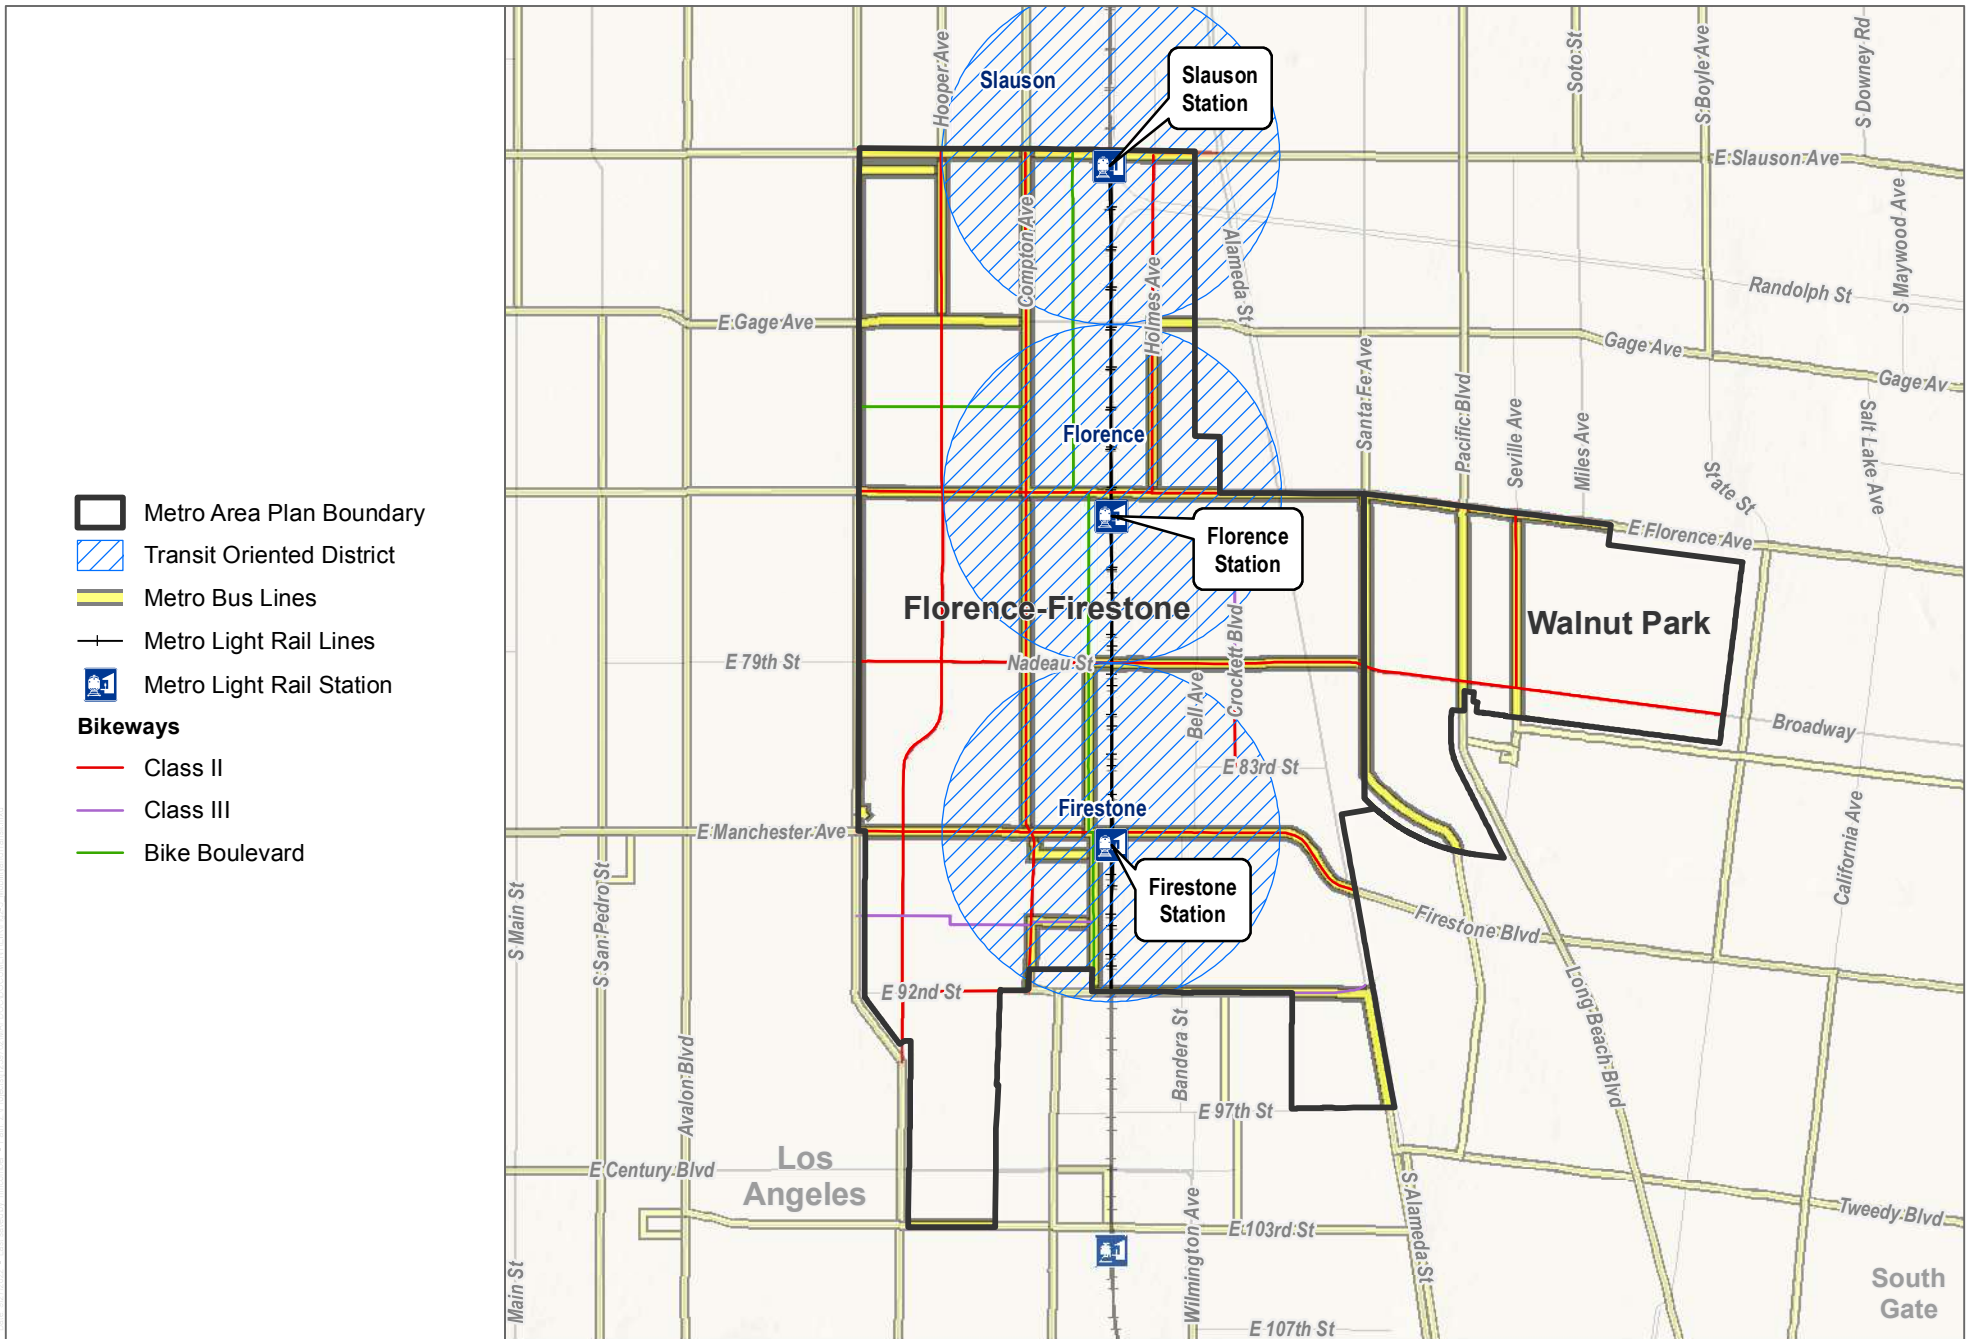 Metro Area Plan Boundary
Transit Oriented District
Metro Bus Lines
Metro Light Rail Lines
Metro Light Rail Station
Bikeways
Class II
Class III
Bike Boulevard
Slauson
Slauson
Station
Hooper Ave
Soto St
S Boyle Ave
S Downey Rd
E Slauson Ave
Compton Ave
Holmes Ave
Alameda St
Randolph St
S Maywood Ave
E Gage Ave
Gage Ave
Gage Av
Santa Fe Ave
Pacific Blvd
Seville Ave
Miles Ave
State St
Salt Lake Ave
Florence
Florence
Station
E Florence Ave
Florence-Firestone
Walnut Park
E 79th St
Nadeau St
Bell Ave
Crockett Blvd
Broadway
E 83rd St
Firestone
E Manchester Ave
Firestone
Station
Firestone Blvd
California Ave
S Main St
S San Pedro St
E 92nd St
Long Beach Blvd
Avalon Blvd
Bandera St
E 97th St
Los
Angeles
E Century Blvd
Wilmington Ave
E 103rd St
S Alameda St
Tweedy Blvd
South
Gate
Main St
E 107th St